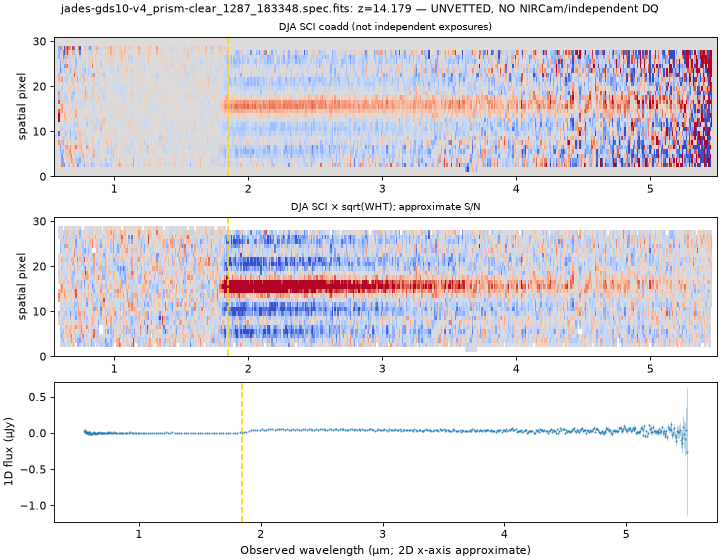 jades-gds10-v4_prism-clear_1287_183348.spec.fits: z=14.179 — UNVETTED, NO NIRCam/independent DQ
DJA SCI coadd (not independent exposures)
30
20
10
0
spatial pixel
1 2 3 4 5
DJA SCI × sqrt(WHT); approximate S/N
30
20
10
0
spatial pixel
1 2 3 4 5
0.5
0.0
−0.5
−1.0
1D flux (μJy)
1 2 3 4 5
Observed wavelength (μm; 2D x-axis approximate)